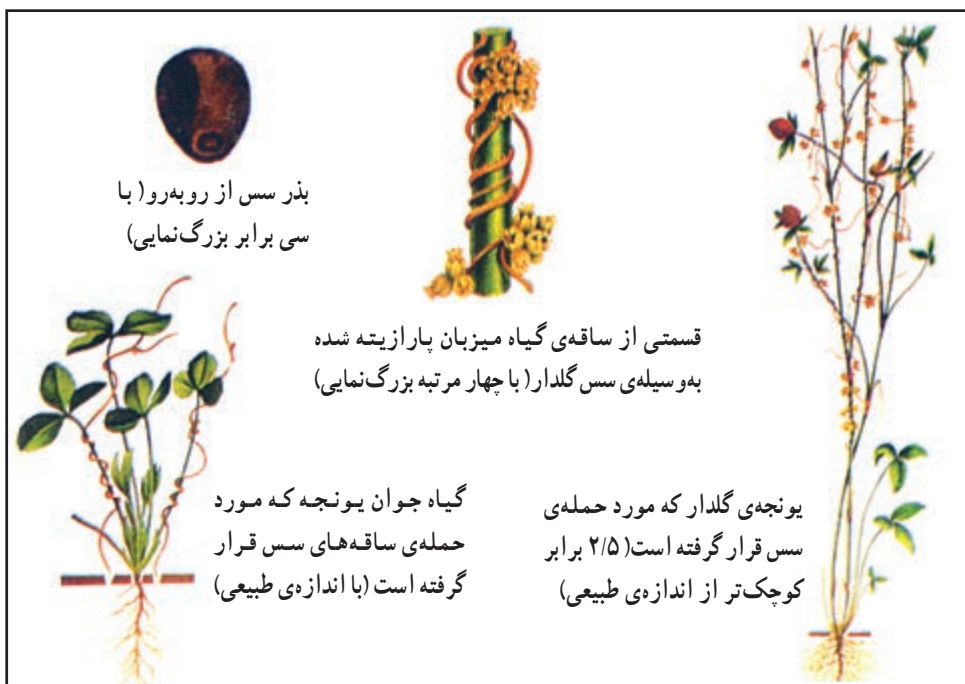 بذر سس از روبه‌رو( با
سی برابر بزرگ‌نمایی)
قسمتی از ساقه‌ی گیاه میزبان پارازیته شده
به‌وسیله‌ی سس گلدار( با چهار مرتبه بزرگ‌نمایی)
یونجه‌ی گلدار که مورد حمله‌ی
سس قرار گرفته است( ۲/۵ برابر
کوچک‌تر از اندازه‌ی طبیعی)
گیاه جوان یونجه که مورد
حمله‌ی ساقه‌های سس قرار
گرفته است (با اندازه‌ی طبیعی)